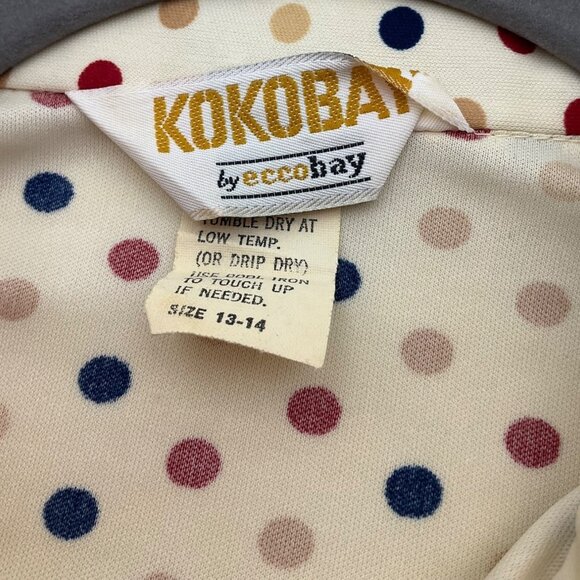 KOKOBAY
by eccobay
TUMBLE DRY AT
LOW TEMP.
(OR DRIP DRY)
USE COOL IRON
TO TOUCH UP
IF NEEDED.
SIZE 13-14